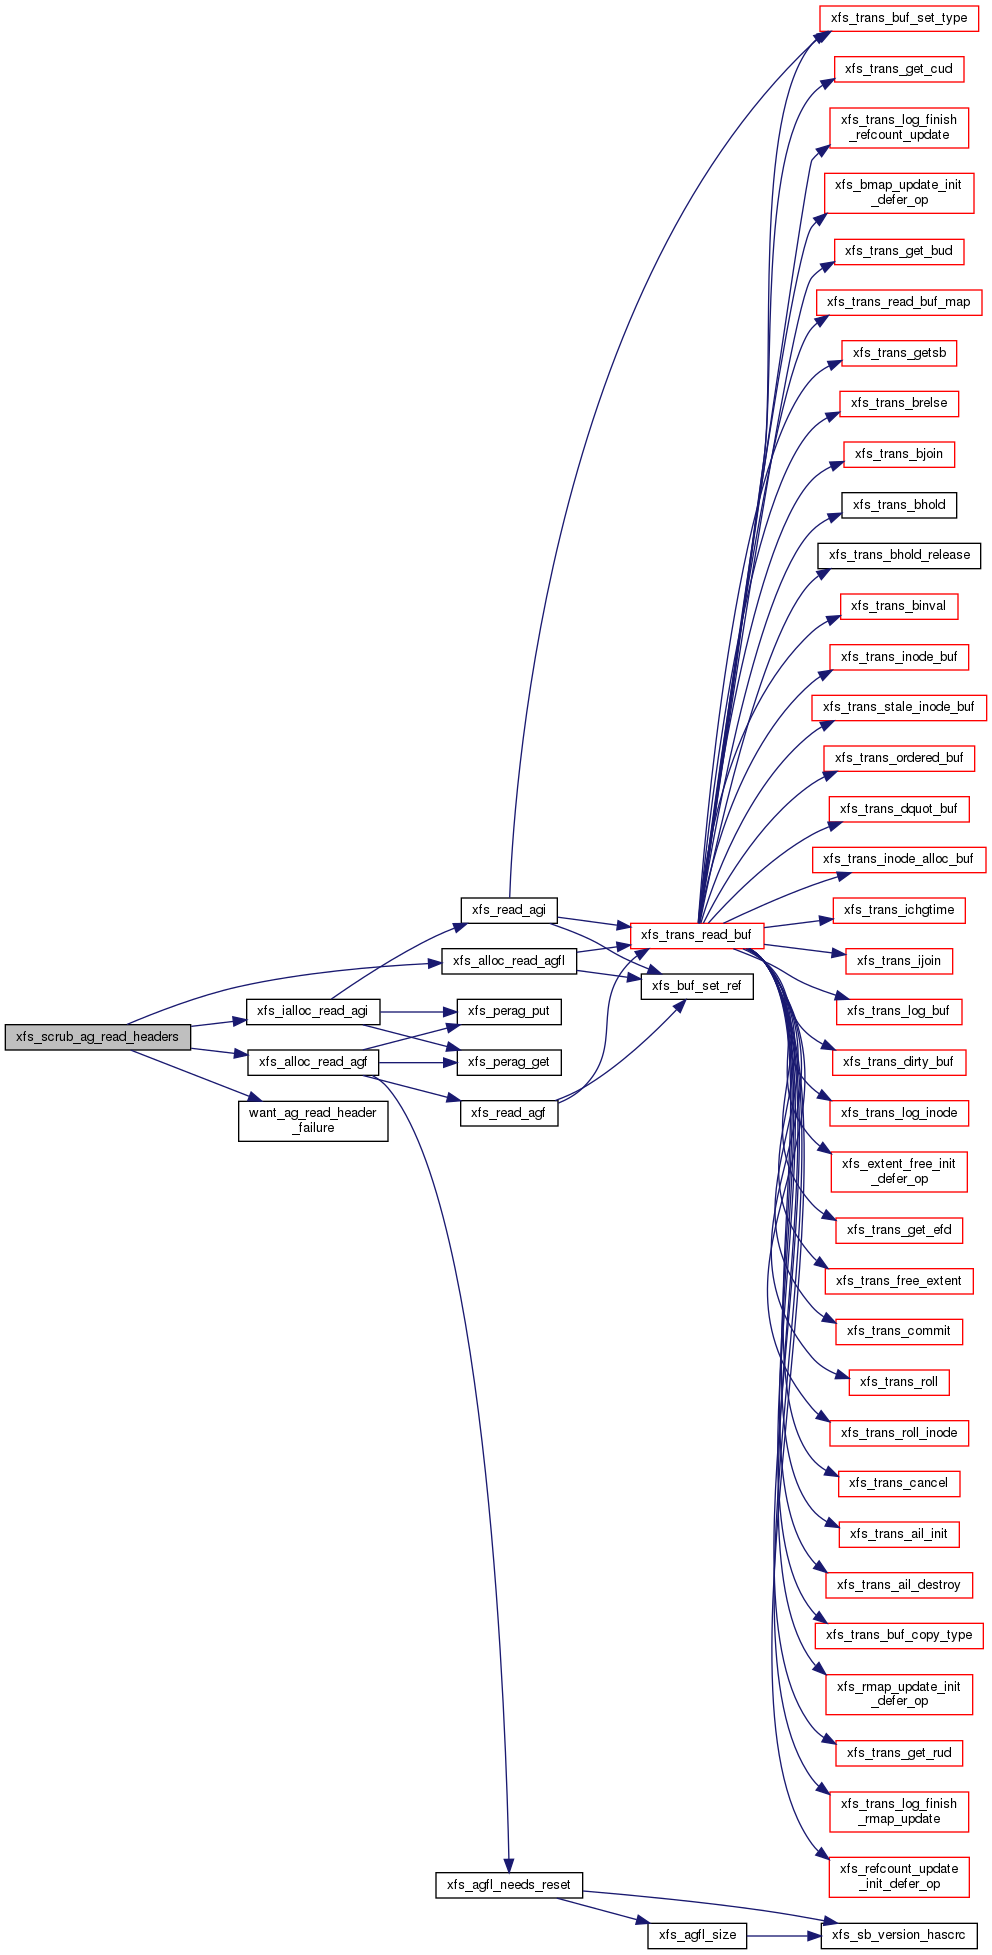 xfs_trans_buf_set_type
xfs_trans_get_cud
xfs_trans_log_finish
_refcount_update
xfs_bmap_update_init
_defer_op
xfs_trans_get_bud
xfs_trans_read_buf_map
xfs_trans_getsb
xfs_trans_brelse
xfs_trans_bjoin
xfs_trans_bhold
xfs_trans_bhold_release
xfs_trans_binval
xfs_trans_inode_buf
xfs_trans_stale_inode_buf
xfs_trans_ordered_buf
xfs_trans_dquot_buf
xfs_trans_inode_alloc_buf
xfs_read_agi
xfs_trans_ichgtime
xfs_trans_read_buf
xfs_alloc_read_agfl
xfs_trans_ijoin
xfs_buf_set_ref
xfs_ialloc_read_agi
xfs_perag_put
xfs_trans_log_buf
xfs_scrub_ag_read_headers
xfs_alloc_read_agf
xfs_perag_get
xfs_trans_dirty_buf
want_ag_read_header
_failure
xfs_read_agf
xfs_trans_log_inode
xfs_extent_free_init
_defer_op
xfs_trans_get_efd
xfs_trans_free_extent
xfs_trans_commit
xfs_trans_roll
xfs_trans_roll_inode
xfs_trans_cancel
xfs_trans_ail_init
xfs_trans_ail_destroy
xfs_trans_buf_copy_type
xfs_rmap_update_init
_defer_op
xfs_trans_get_rud
xfs_trans_log_finish
_rmap_update
xfs_refcount_update
_init_defer_op
xfs_agfl_needs_reset
xfs_agfl_size
xfs_sb_version_hascrc